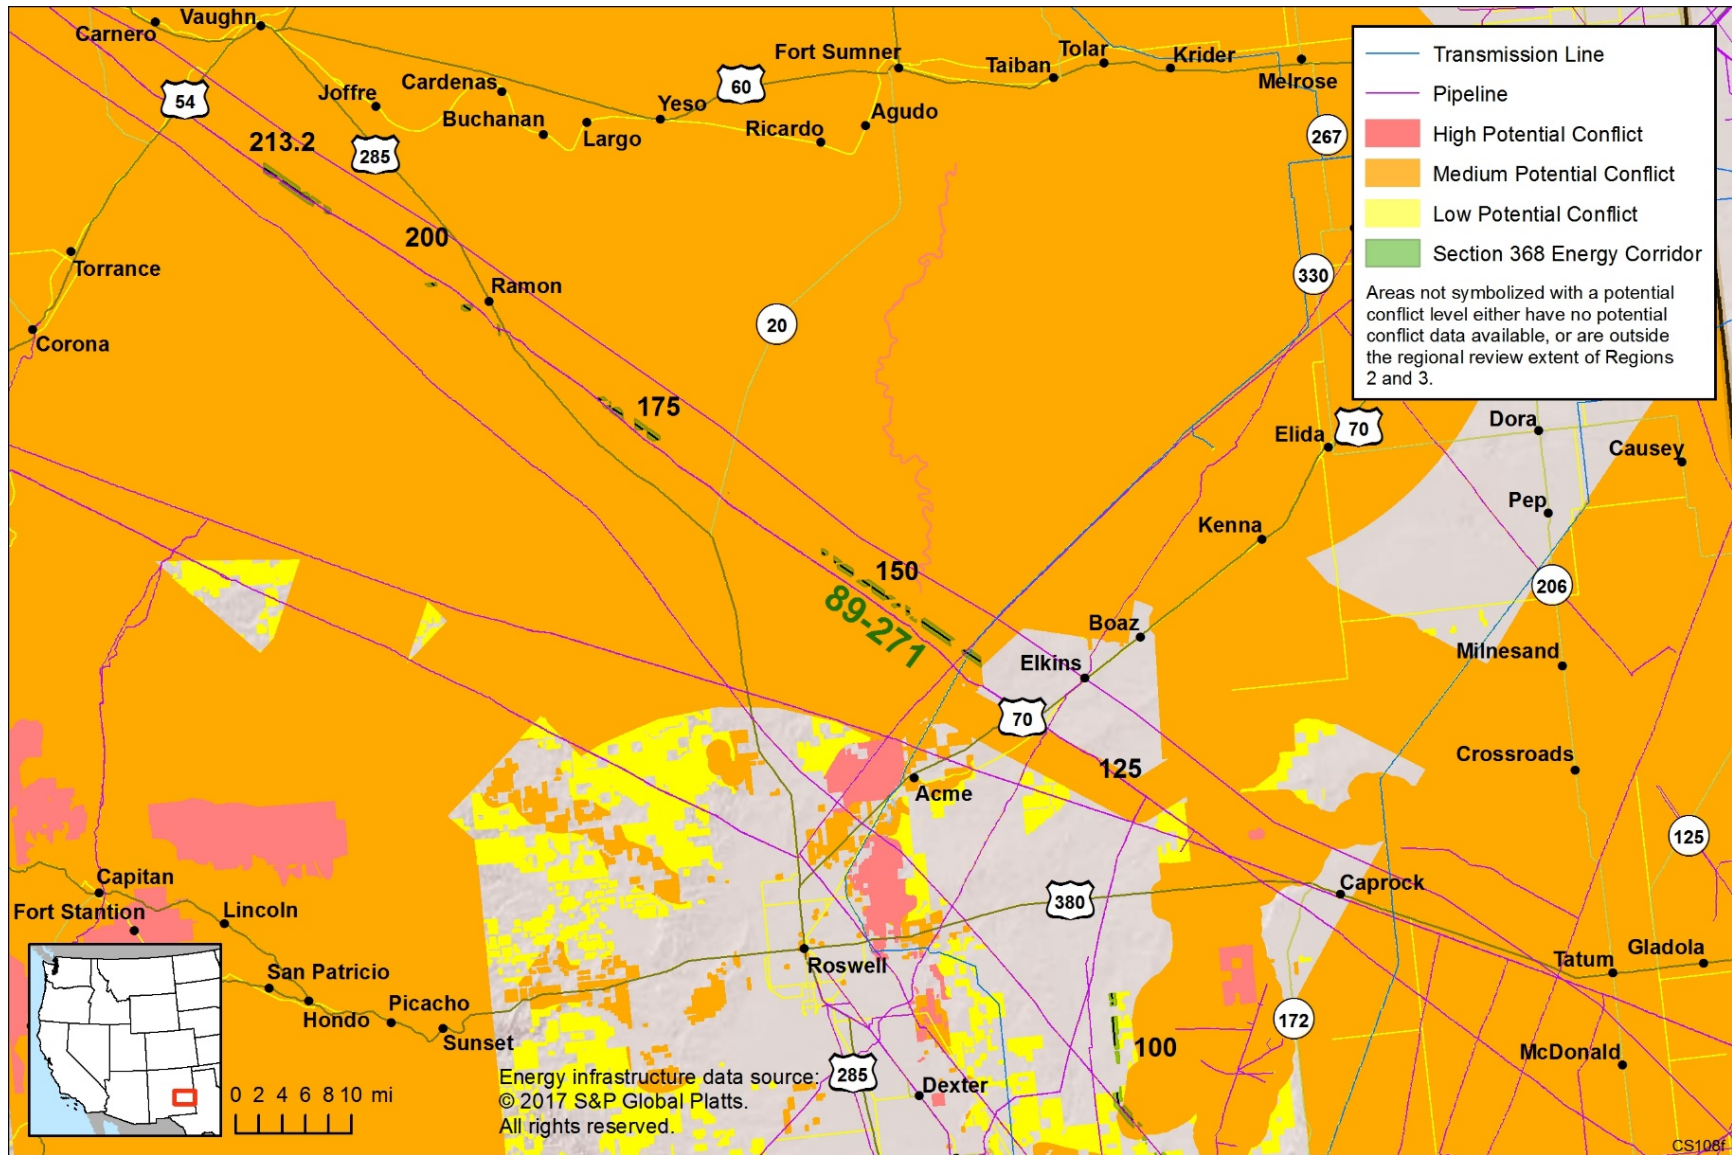 Vaughn
Carnero
54
Joffre
Cardenas
Buchanan
Largo
Yeso
60
Fort Sumner
Ricardo
Agudo
Taiban
Tolar
Krider
Melrose
267
330
213.2
285
200
Ramon
Torrance
Corona
20
175
Transmission Line
Pipeline
High Potential Conflict
Medium Potential Conflict
Low Potential Conflict
Section 368 Energy Corridor
Areas not symbolized with a potential
conflict level either have no potential
conflict data available, or are outside
the regional review extent of Regions
2 and 3.
Elida
70
Dora
Causey
Pep
Kenna
206
150
89-271
Boaz
Elkins
70
Milnesand
125
Acme
Crossroads
125
Capitan
Fort Stantion
Lincoln
San Patricio
Hondo
Picacho
Sunset
380
Roswell
Caprock
Tatum
Gladola
172
McDonald
100
285
Dexter
0 2 4 6 8 10 mi
Energy infrastructure data source:
© 2017 S&P Global Platts.
All rights reserved.
CS108f